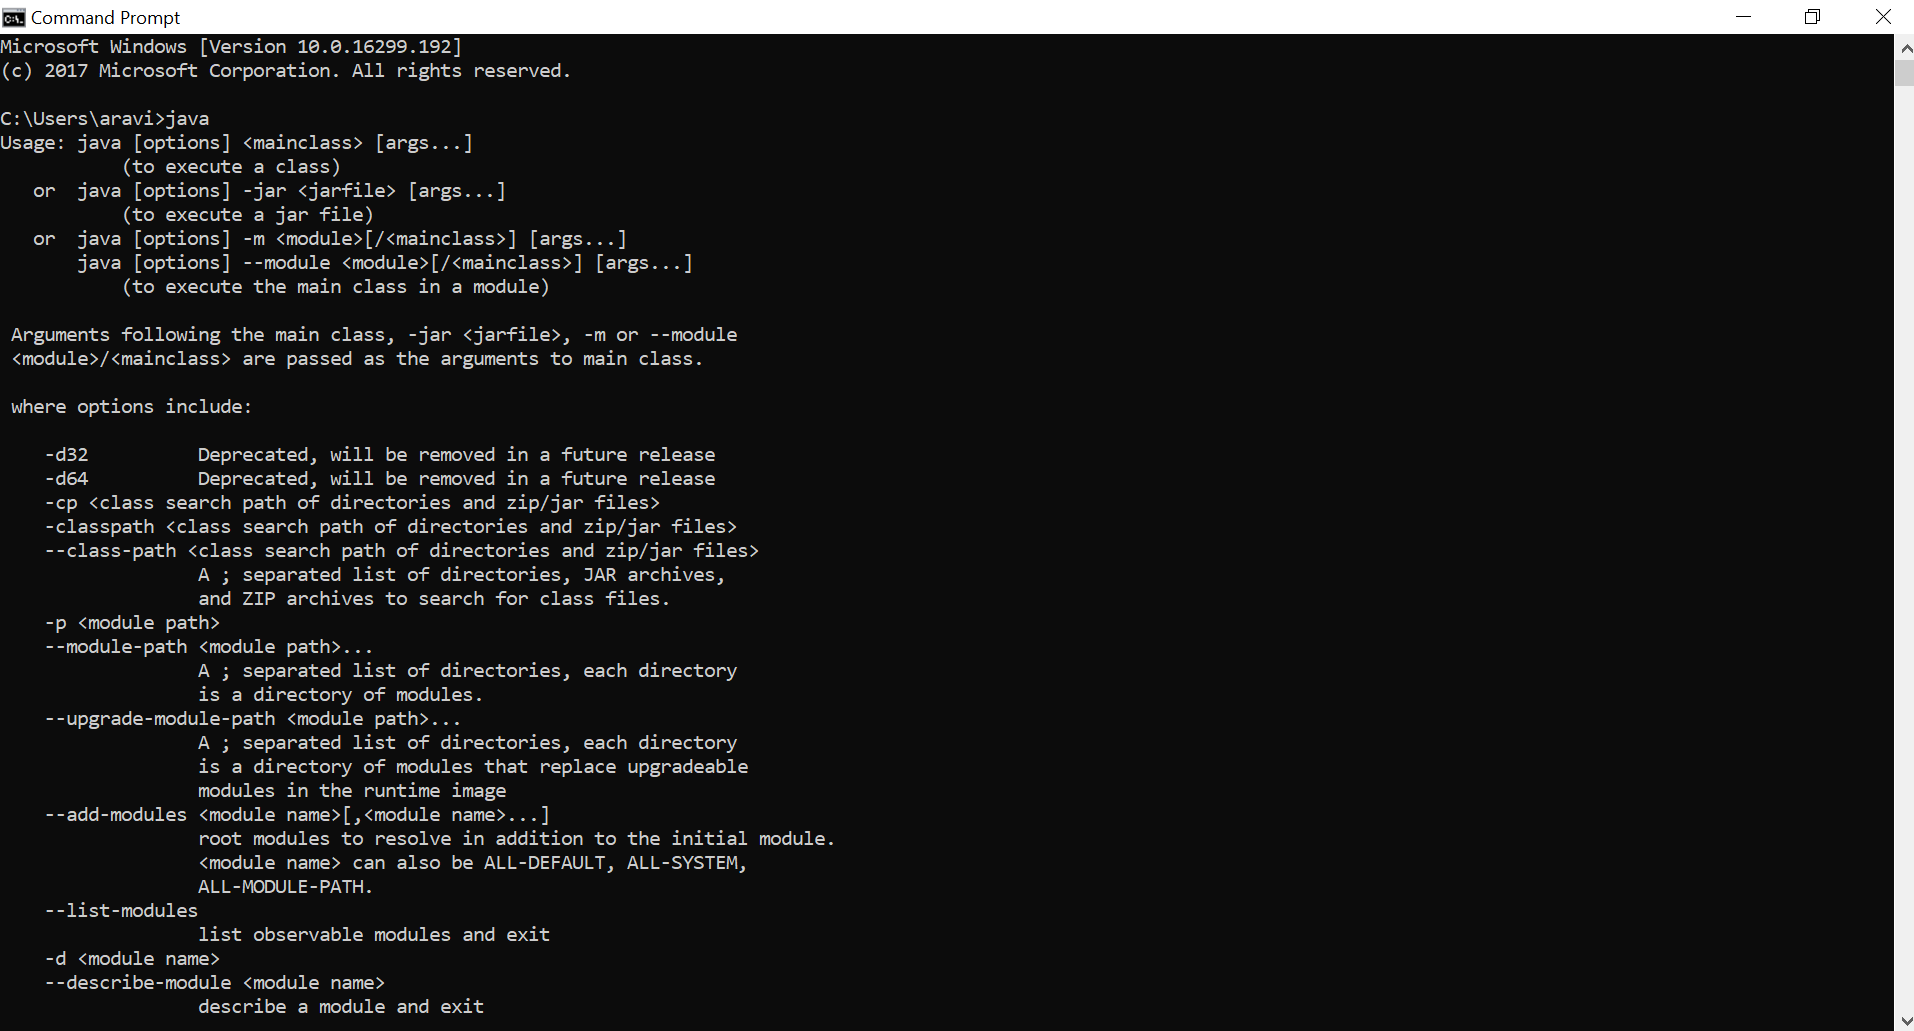 Command Prompt
Microsoft Windows [Version 10.0.16299.192]
(c) 2017 Microsoft Corporation. All rights reserved.
C:\Users\aravi>java
Usage: java [options] <mainclass> [args...]
(to execute a class)
or java [options] -jar <jarfile> [args...]
(to execute a jar file)
or java [options] -m <module>[/<mainclass>] [args...]
java [options] --module <module>[/<mainclass>] [args...]
(to execute the main class in a module)
Arguments following the main class, -jar <jarfile>, -m or --module
<module>/<mainclass> are passed as the arguments to main class.
where options include:
-d32 Deprecated, will be removed in a future release
-d64 Deprecated, will be removed in a future release
-cp <class search path of directories and zip/jar files>
-classpath <class search path of directories and zip/jar files>
--class-path <class search path of directories and zip/jar files>
A ; separated list of directories, JAR archives,
and ZIP archives to search for class files.
-p <module path>
--module-path <module path>...
A ; separated list of directories, each directory
is a directory of modules.
--upgrade-module-path <module path>...
A ; separated list of directories, each directory
is a directory of modules that replace upgradeable
modules in the runtime image
--add-modules <module name>[,<module name>...]
root modules to resolve in addition to the initial module.
<module name> can also be ALL-DEFAULT, ALL-SYSTEM,
ALL-MODULE-PATH.
--list-modules
list observable modules and exit
-d <module name>
--describe-module <module name>
describe a module and exit